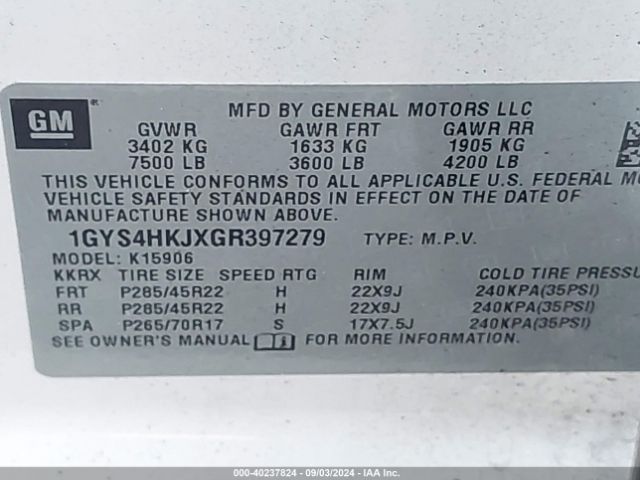 GM
MFD BY GENERAL MOTORS LLC
GVWR GAWR FRT GAWR RR
3402 KG 1633 KG 1905 KG
7500 LB 3600 LB 4200 LB
THIS VEHICLE CONFORMS TO ALL APPLICABLE U.S. FEDERAL MO
VEHICLE SAFETY STANDARDS IN EFFECT ON THE DATE OF
MANUFACTURE SHOWN ABOVE.
1GYS4HKJXGR397279 TYPE: M.P.V.
MODEL: K15906
KKRX TIRE SIZE SPEED RTG RIM COLD TIRE PRESSU
FRT P285/45R22 H 22X9J 240KPA(35PSI)
RR P285/45R22 H 22X9J 240KPA(35PSI)
SPA P265/70R17 S 17X7.5J 240KPA(35PSI)
SEE OWNER'S MANUAL FOR MORE INFORMATION.
000-40237824 - 09/03/2024 - IAAI.COM